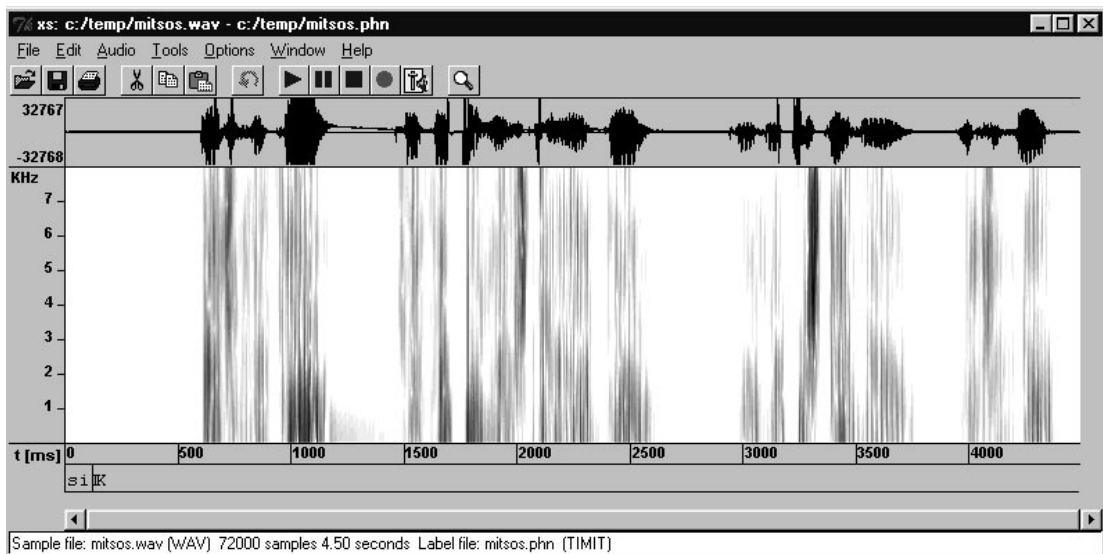 xs: c:/temp/mitsos.wav - c:/temp/mitsos.phn
File Edit Audio Tools Options Window Help
32767
-32768
KHz
7
6
5
4
3
2
1
t [ms] 0 500 1000 1500 2000 2500 3000 3500 4000
si K
Sample file: mitsos.wav (WAV) 72000 samples 4.50 seconds Label file: mitsos.phn (TIMIT)